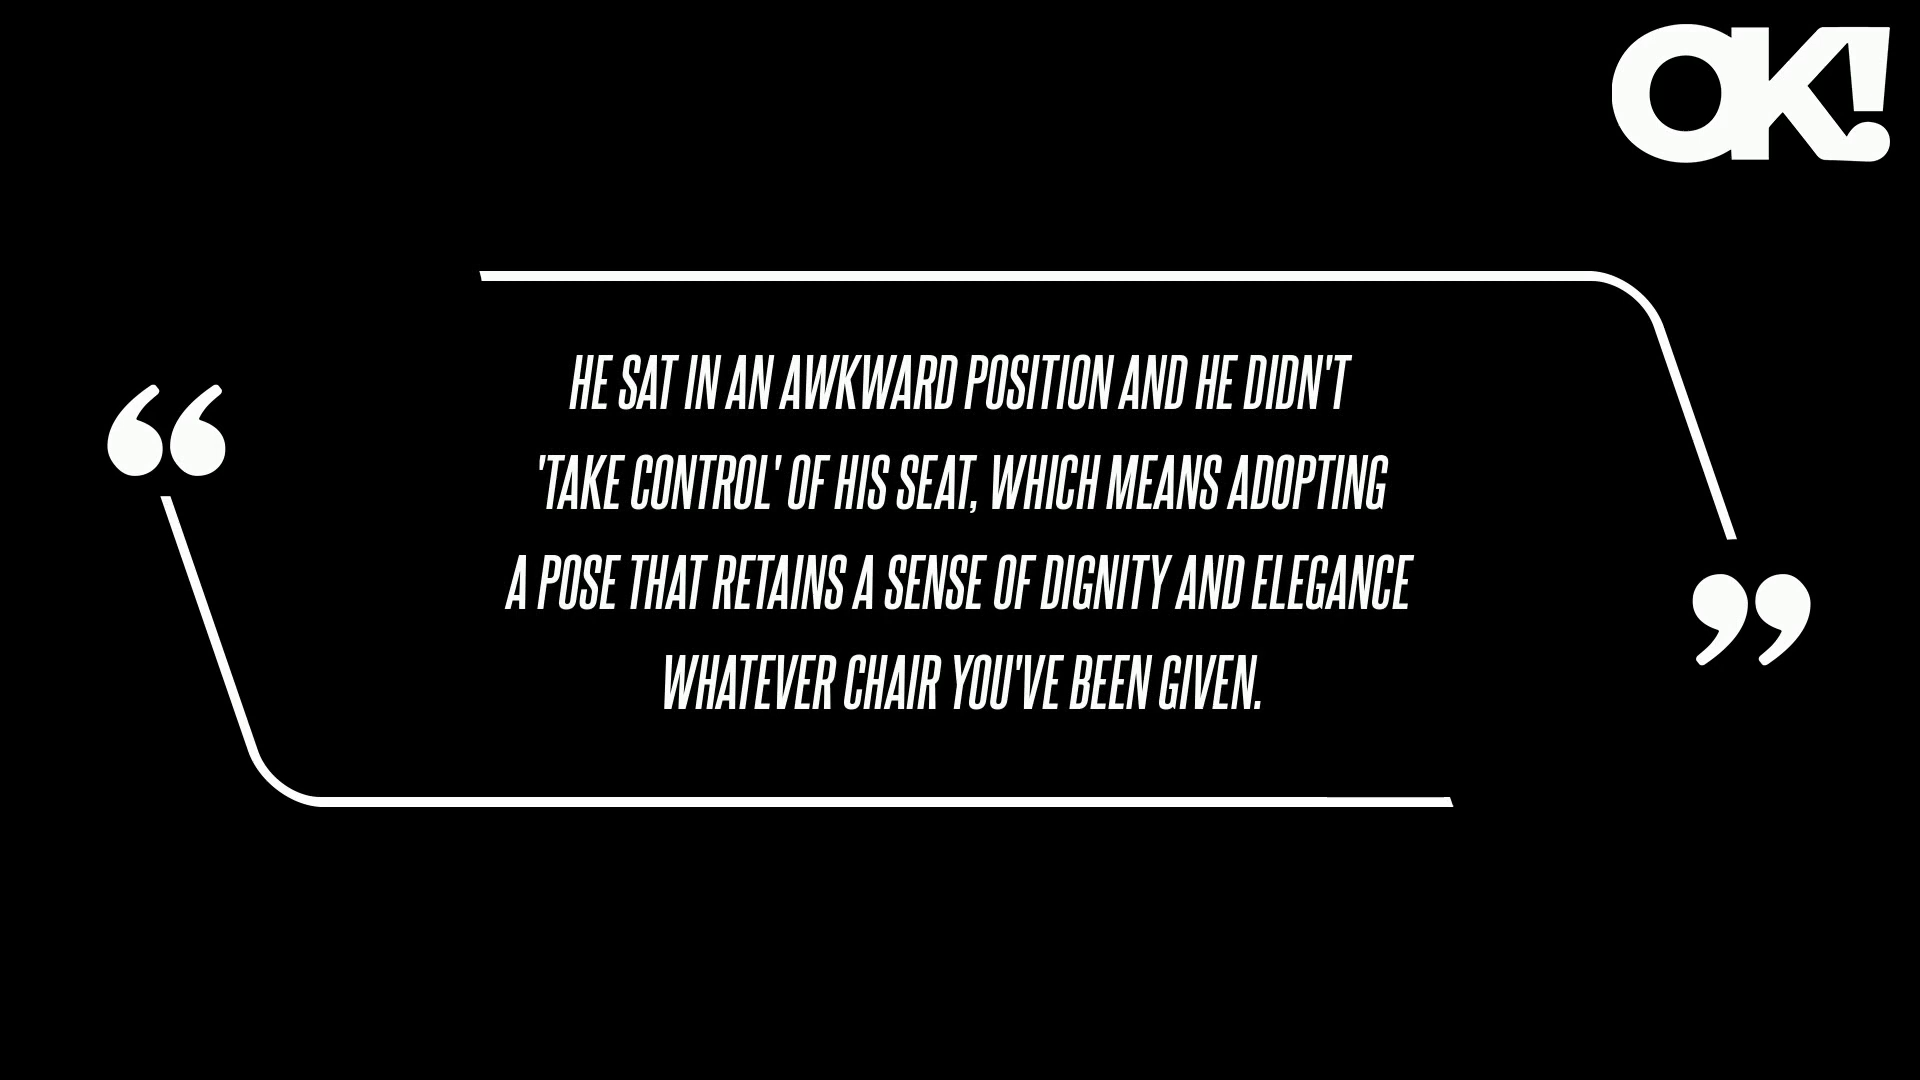 OK!
HE SAT IN AN AWKWARD POSITION AND HE DIDN'T
'TAKE CONTROL' OF HIS SEAT, WHICH MEANS ADOPTING
A POSE THAT RETAINS A SENSE OF DIGNITY AND ELEGANCE
WHATEVER CHAIR YOU'VE BEEN GIVEN.